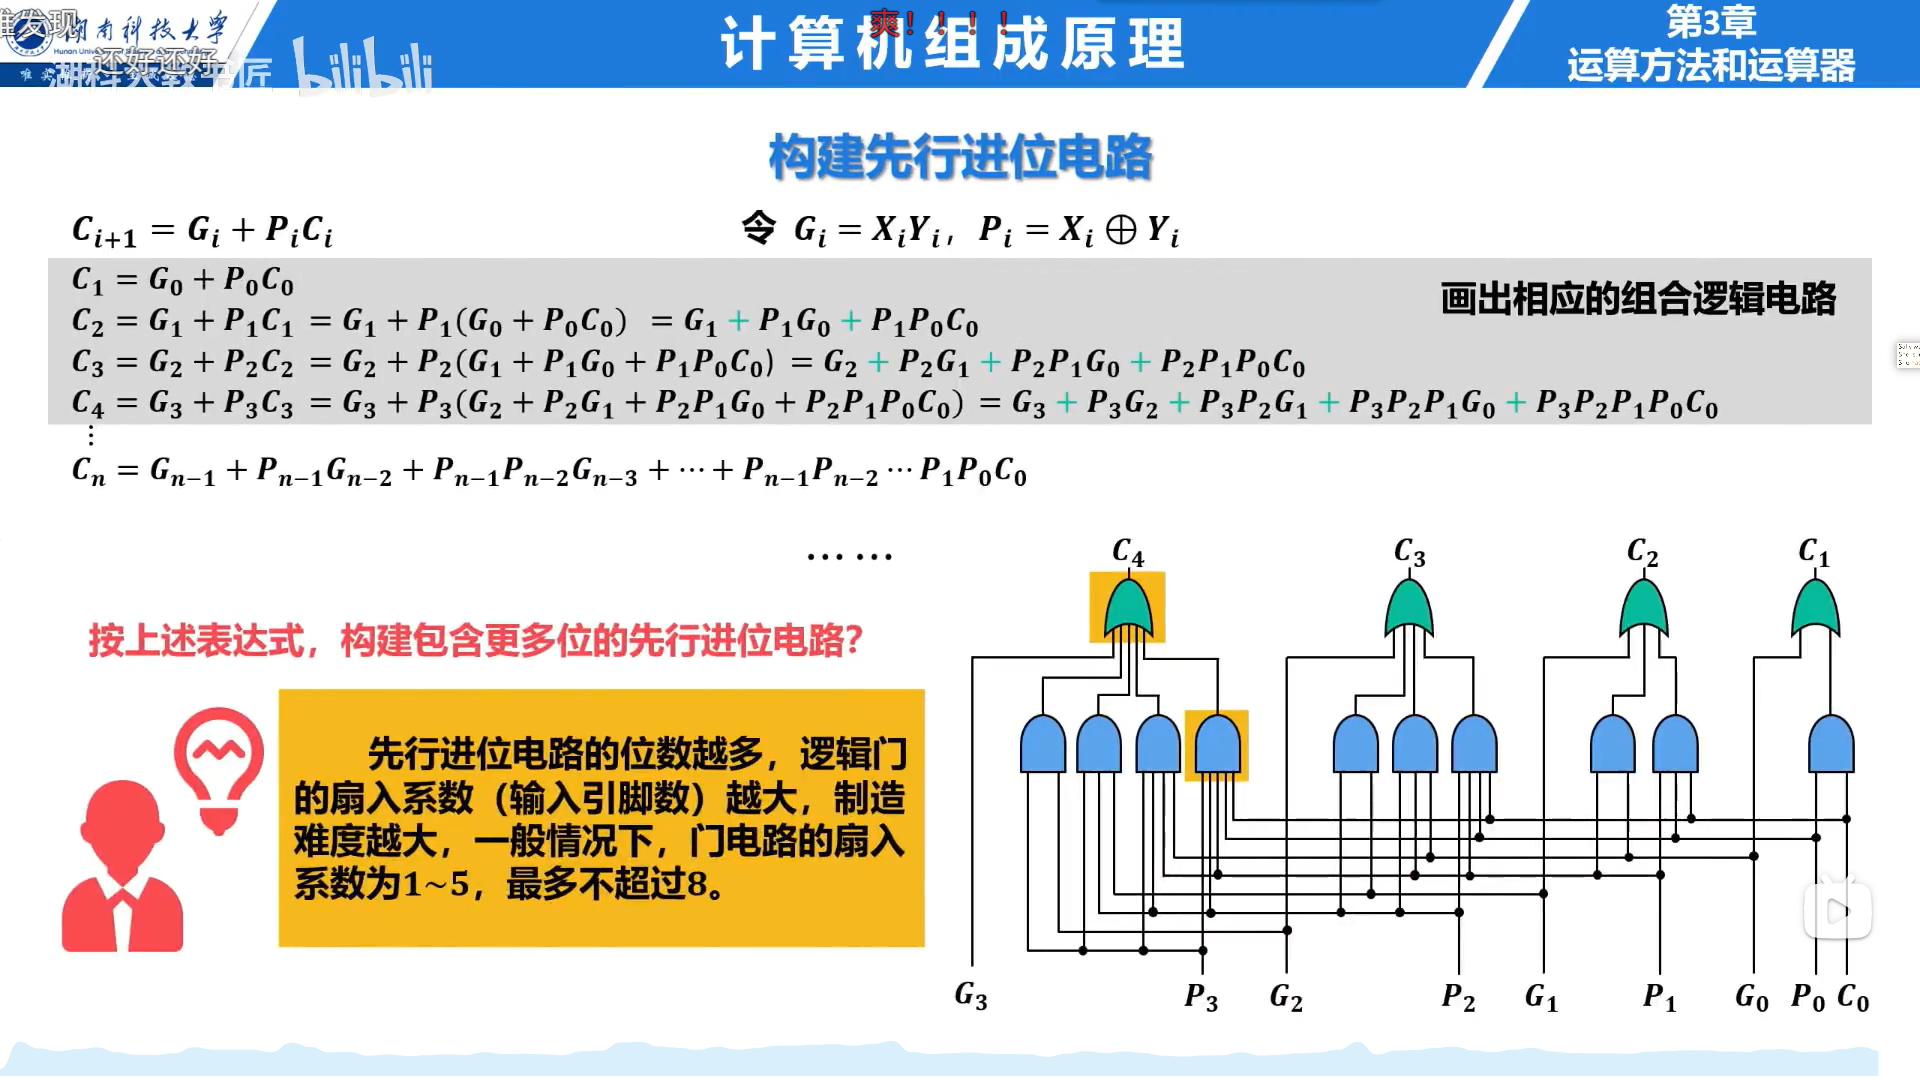 湖南科技大学
Hunan University
还好还好
bilibili
计算机组成原理
爽！！！！
第3章
运算方法和运算器
构建先行进位电路
C_{i+1} = G_i + P_iC_i
令 G_i = X_iY_i, P_i = X_i ⊕ Y_i
画出相应的组合逻辑电路
C_1 = G_0 + P_0C_0
C_2 = G_1 + P_1C_1 = G_1 + P_1(G_0 + P_0C_0) = G_1 + P_1G_0 + P_1P_0C_0
C_3 = G_2 + P_2C_2 = G_2 + P_2(G_1 + P_1G_0 + P_1P_0C_0) = G_2 + P_2G_1 + P_2P_1G_0 + P_2P_1P_0C_0
C_4 = G_3 + P_3C_3 = G_3 + P_3(G_2 + P_2G_1 + P_2P_1G_0 + P_2P_1P_0C_0) = G_3 + P_3G_2 + P_3P_2G_1 + P_3P_2P_1G_0 + P_3P_2P_1P_0C_0
⋮
C_n = G_{n−1} + P_{n−1}G_{n−2} + P_{n−1}P_{n−2}G_{n−3} + ⋯ + P_{n−1}P_{n−2} ⋯ P_1P_0C_0
……
C_4 C_3 C_2 C_1
按上述表达式，构建包含更多位的先行进位电路？
先行进位电路的位数越多，逻辑门
的扇入系数（输入引脚数）越大，制造
难度越大，一般情况下，门电路的扇入
系数为1~5，最多不超过8。
G_3 P_3 G_2 P_2 G_1 P_1 G_0 P_0 C_0